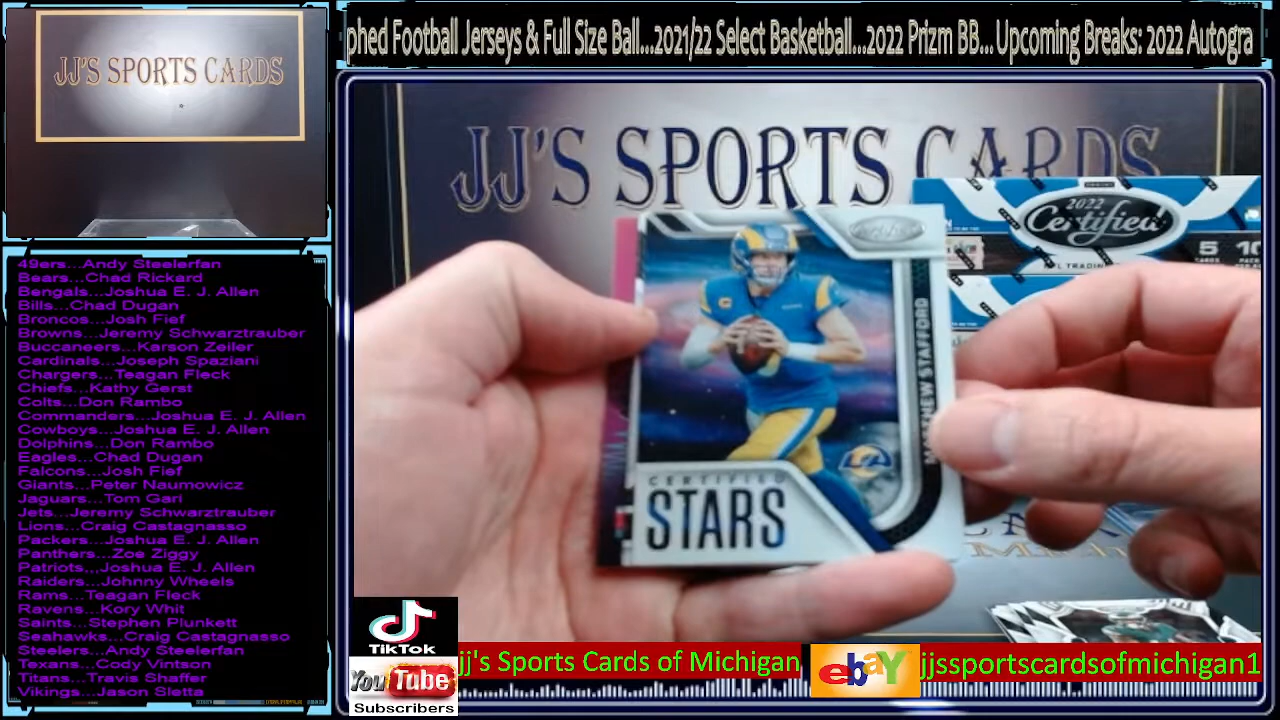 JJ'S SPORTS CARDS
phed Football Jerseys & Full Size Ball...2021/22 Select Basketball...2022 Prizm BB... Upcoming Breaks: 2022 Autogra
JJ'S SPORTS CARDS
2022
Certified
5 10
CARDS
MATTHEW STAFFORD
LA
CERTIFIED
STARS
49ers...Andy Steelerfan
Bears...Chad Rickard
Bengals...Joshua E. J. Allen
Bills...Chad Dugan
Broncos...Josh Fief
Browns...Jeremy Schwarztrauber
Buccaneers...Karson Zeiler
Cardinals...Joseph Spaziani
Chargers...Teagan Fleck
Chiefs...Kathy Gerst
Colts...Don Rambo
Commanders...Joshua E. J. Allen
Cowboys...Joshua E. J. Allen
Dolphins...Don Rambo
Eagles...Chad Dugan
Falcons...Josh Fief
Giants...Peter Naumowicz
Jaguars...Tom Gari
Jets...Jeremy Schwarztrauber
Lions...Craig Castagnasso
Packers...Joshua E. J. Allen
Panthers...Zoe Ziggy
Patriots,,,Joshua E. J. Allen
Raiders...Johnny Wheels
Rams...Teagan Fleck
Ravens...Kory Whit
Saints...Stephen Plunkett
Seahawks...Craig Castagnasso
Steelers...Andy Steelerfan
Texans...Cody Vintson
Titans...Travis Shaffer
Vikings...Jason Sletta
TikTok
YouTube
Subscribers
jj's Sports Cards of Michigan
ebaY
jjssportscardsofmichigan1